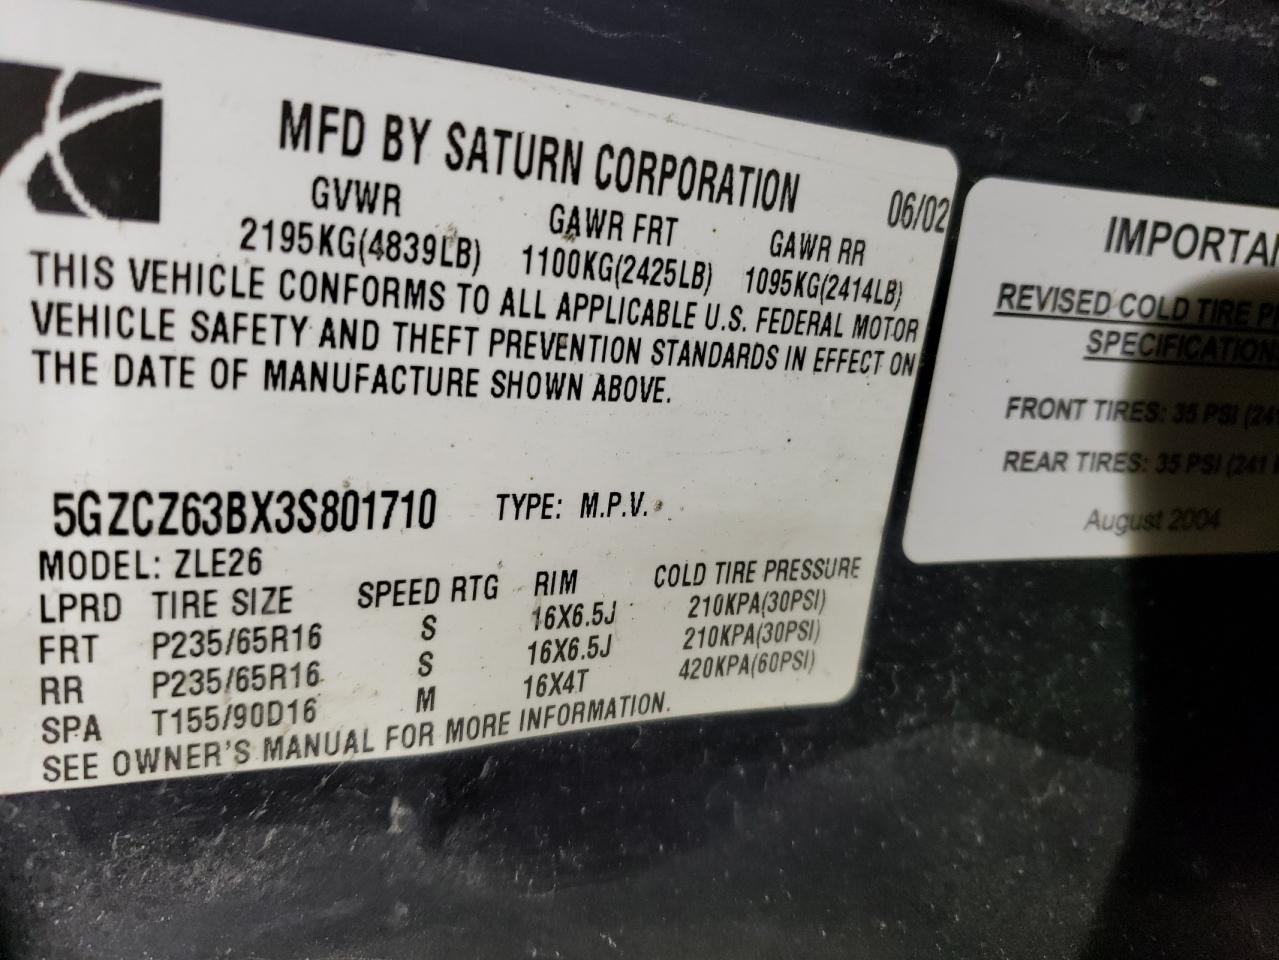 MFD BY SATURN CORPORATION
06/02
GVWR GAWR FRT GAWR RR
2195KG(4839LB) 1100KG(2425LB) 1095KG(2414LB)
THIS VEHICLE CONFORMS TO ALL APPLICABLE U.S. FEDERAL MOTOR
VEHICLE SAFETY AND THEFT PREVENTION STANDARDS IN EFFECT ON
THE DATE OF MANUFACTURE SHOWN ABOVE.
5GZCZ63BX3S801710 TYPE: M.P.V.
MODEL: ZLE26
LPRD TIRE SIZE SPEED RTG RIM COLD TIRE PRESSURE
FRT P235/65R16 S 16X6.5J 210KPA(30PSI)
RR P235/65R16 S 16X6.5J 210KPA(30PSI)
SPA T155/90D16 M 16X4T 420KPA(60PSI)
SEE OWNER'S MANUAL FOR MORE INFORMATION.
REVISED COLD TIRE
SPECIFICATION
FRONT TIRES: 35 PSI
REAR TIRES: 35 PSI (241
August 2004